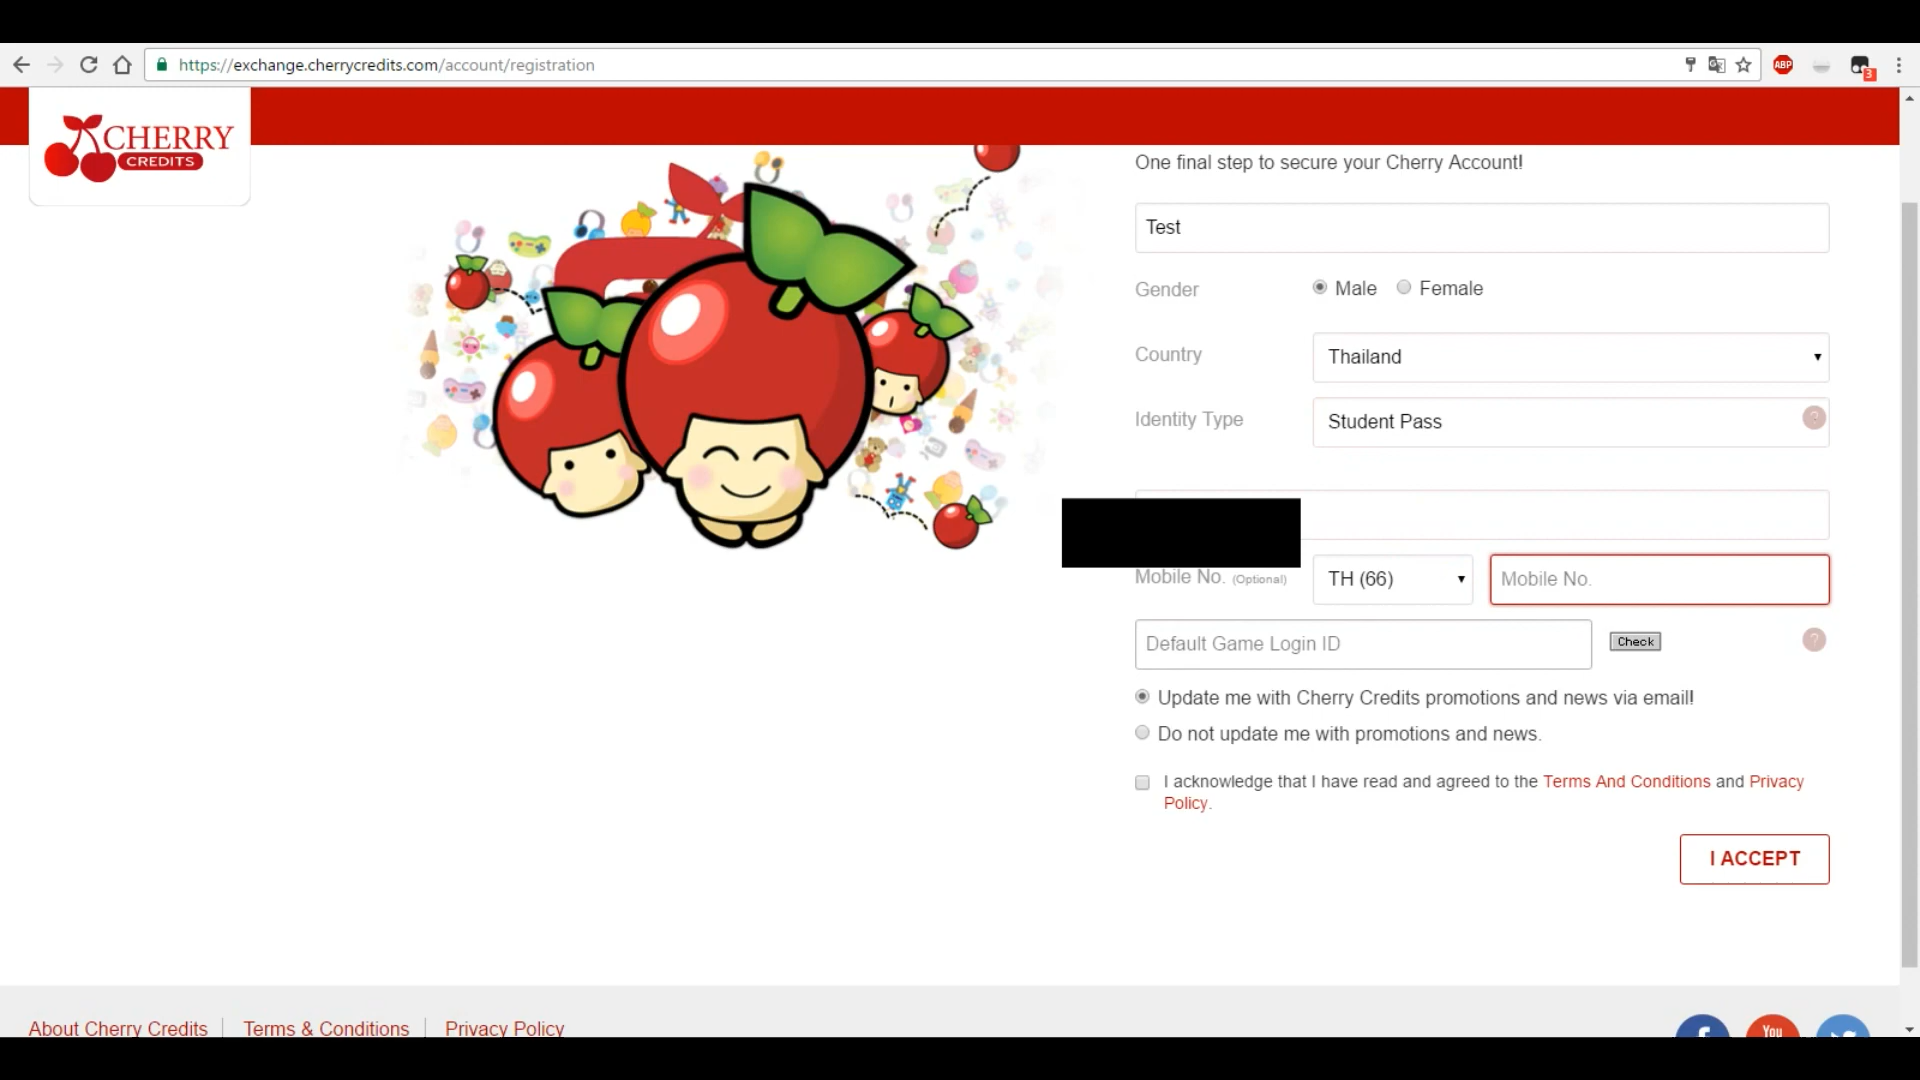 https://exchange.cherrycredits.com/account/registration
ABP
3
CHERRY
CREDITS
One final step to secure your Cherry Account!
Test
Gender
Male
Female
Country
Thailand
Identity Type
Student Pass
?
Mobile No. (Optional)
TH (66)
Mobile No.
Default Game Login ID
Check
?
Update me with Cherry Credits promotions and news via email!
Do not update me with promotions and news.
I acknowledge that I have read and agreed to the Terms And Conditions and Privacy
Policy.
I ACCEPT
About Cherry Credits
Terms & Conditions
Privacy Policy
You